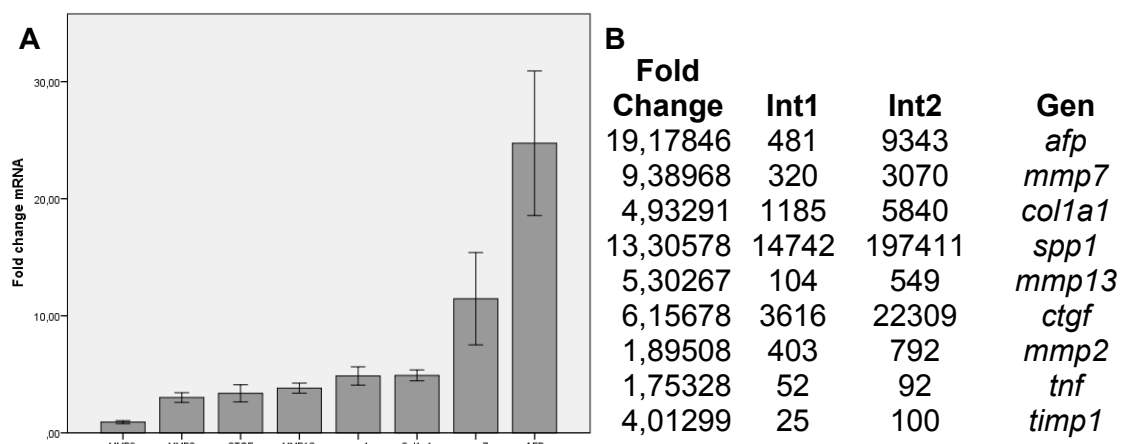 A
Fold change mRNA
30,00
20,00
10,00
,00
B
Fold
Change Int1 Int2 Gen
19,17846 481 9343 afp
9,38968 320 3070 mmp7
4,93291 1185 5840 col1a1
13,30578 14742 197411 spp1
5,30267 104 549 mmp13
6,15678 3616 22309 ctgf
1,89508 403 792 mmp2
1,75328 52 92 tnf
4,01299 25 100 timp1